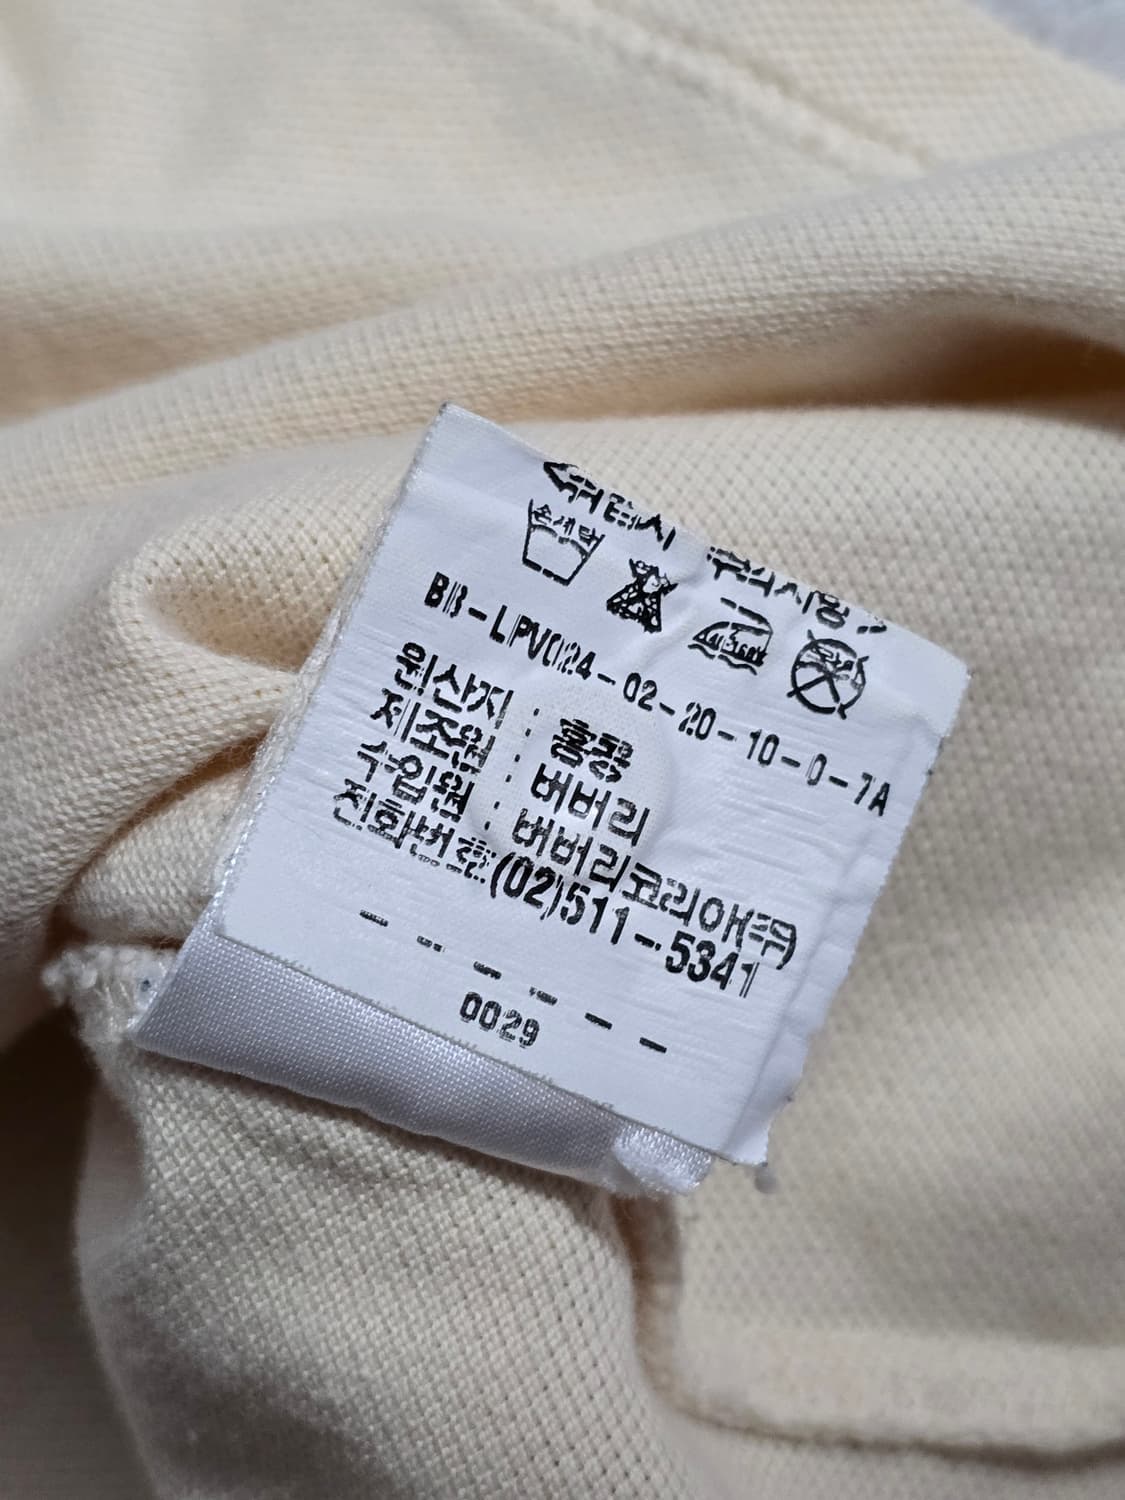 <취급시 주의사항>
손세탁
BB-LPV024-02-20-10-0-7A
원산지 : 홍콩
제조원 : 버버리
수입원 : 버버리코리아(주)
전화번호:(02)511-5341
------
0029